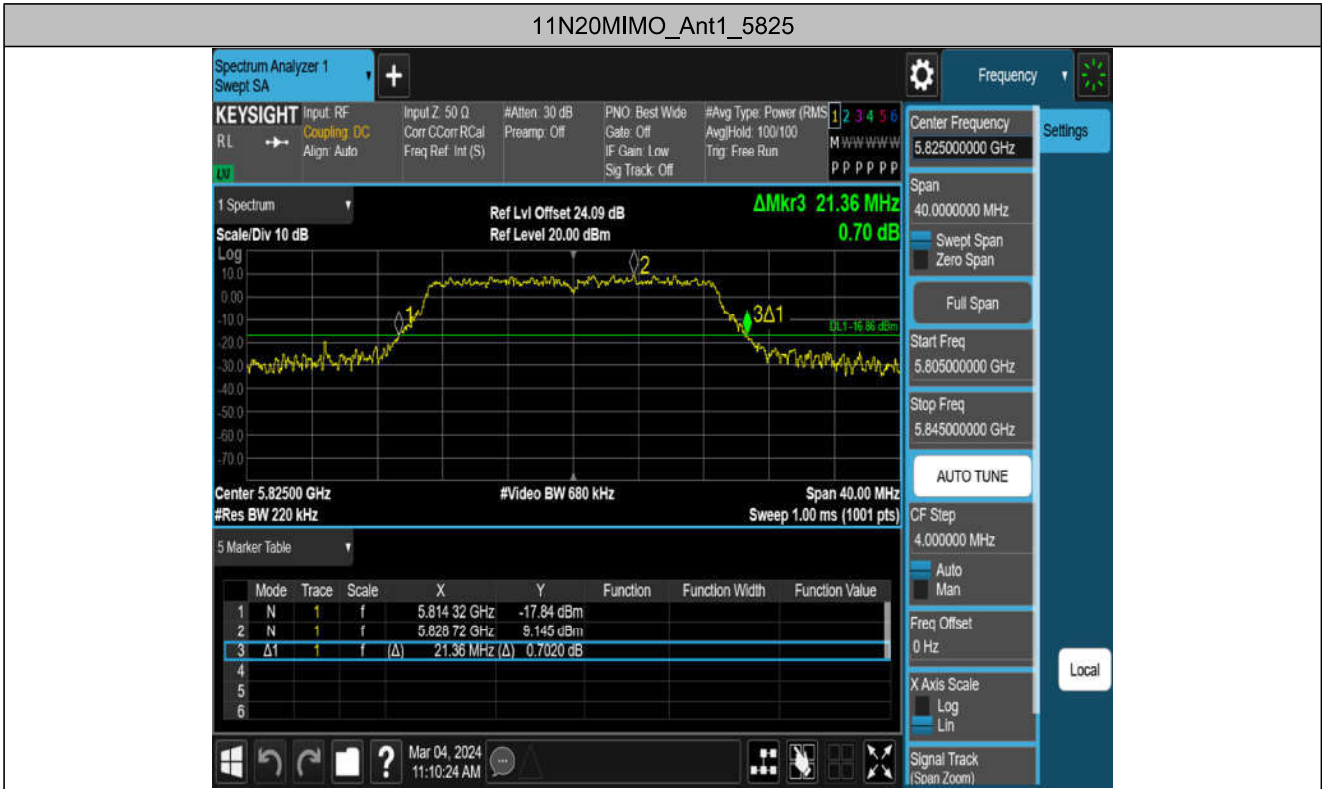 11N20MIMO_Ant1_5825
Spectrum Analyzer 1
Swept SA
+
Frequency
KEYSIGHT
RL
LXI
Input: RF
Coupling: DC
Align: Auto
Input Z: 50 Ω
Corr CCorr RCal
Freq Ref: Int (S)
#Atten: 30 dB
Preamp: Off
PNO: Best Wide
Gate: Off
IF Gain: Low
Sig Track: Off
#Avg Type: Power (RMS
Avg|Hold: 100/100
Trig: Free Run
1 2 3 4 5 6
M W W W W W
P P P P P P
1 Spectrum
Scale/Div 10 dB
Ref Lvl Offset 24.09 dB
Ref Level 20.00 dBm
ΔMkr3 21.36 MHz
0.70 dB
Log
10.0
0.00
-10.0
-20.0
-30.0
-40.0
-50.0
-60.0
-70.0
1
2
3Δ1
DL1 -16.86 dBm
Center 5.82500 GHz
#Res BW 220 kHz
#Video BW 680 kHz
Span 40.00 MHz
Sweep 1.00 ms (1001 pts)
5 Marker Table
Mode Trace Scale X Y Function Function Width Function Value
1 N 1 f 5.814 32 GHz -17.84 dBm
2 N 1 f 5.828 72 GHz 9.145 dBm
3 Δ1 1 f (Δ) 21.36 MHz (Δ) 0.7020 dB
4
5
6
Mar 04, 2024
11:10:24 AM
?
Center Frequency
5.825000000 GHz
Settings
Span
40.0000000 MHz
Swept Span
Zero Span
Full Span
Start Freq
5.805000000 GHz
Stop Freq
5.845000000 GHz
AUTO TUNE
CF Step
4.000000 MHz
Auto
Man
Freq Offset
0 Hz
Local
X Axis Scale
Log
Lin
Signal Track
(Span Zoom)